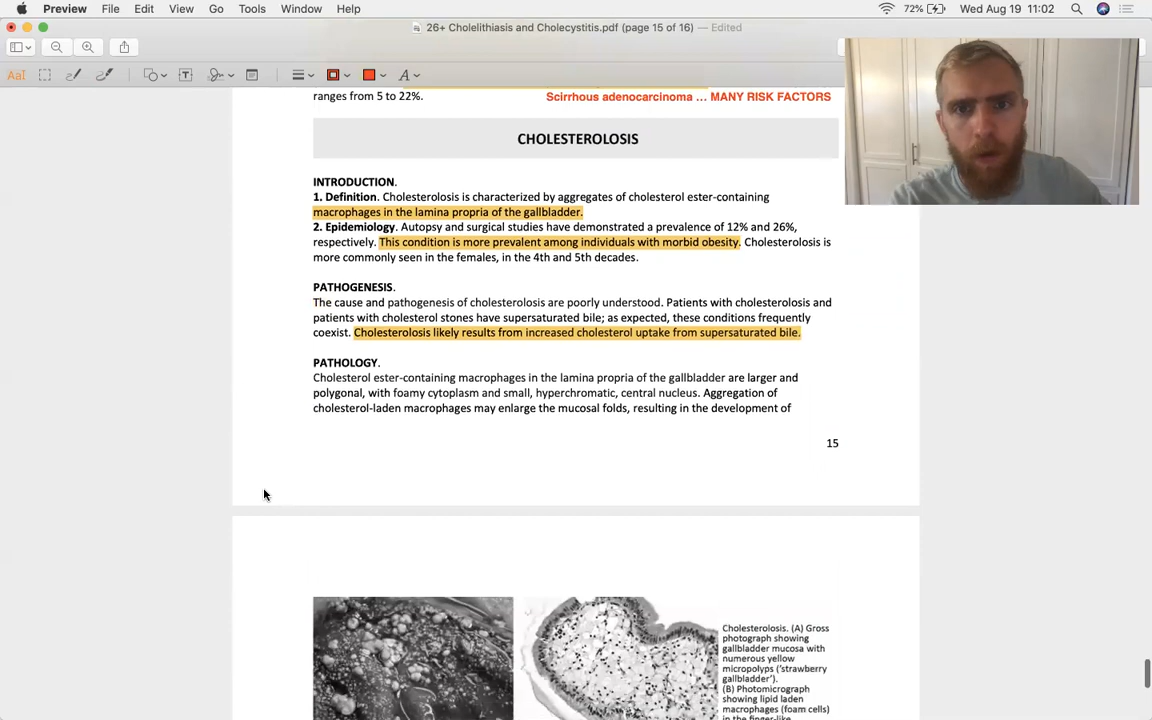 Preview File Edit View Go Tools Window Help 72% Wed Aug 19 11:02
26+ Cholelithiasis and Cholecystitis.pdf (page 15 of 16) — Edited
ranges from 5 to 22%. Scirrhous adenocarcinoma ... MANY RISK FACTORS
CHOLESTEROLOSIS
INTRODUCTION.
1. Definition. Cholesterolosis is characterized by aggregates of cholesterol ester-containing
macrophages in the lamina propria of the gallbladder.
2. Epidemiology. Autopsy and surgical studies have demonstrated a prevalence of 12% and 26%,
respectively. This condition is more prevalent among individuals with morbid obesity. Cholesterolosis is
more commonly seen in the females, in the 4th and 5th decades.
PATHOGENESIS.
The cause and pathogenesis of cholesterolosis are poorly understood. Patients with cholesterolosis and
patients with cholesterol stones have supersaturated bile; as expected, these conditions frequently
coexist. Cholesterolosis likely results from increased cholesterol uptake from supersaturated bile.
PATHOLOGY.
Cholesterol ester-containing macrophages in the lamina propria of the gallbladder are larger and
polygonal, with foamy cytoplasm and small, hyperchromatic, central nucleus. Aggregation of
cholesterol-laden macrophages may enlarge the mucosal folds, resulting in the development of
15
Cholesterolosis. (A) Gross
photograph showing
gallbladder mucosa with
numerous yellow
micropolyps ('strawberry
gallbladder').
(B) Photomicrograph
showing lipid laden
macrophages (foam cells)
in the finger-like